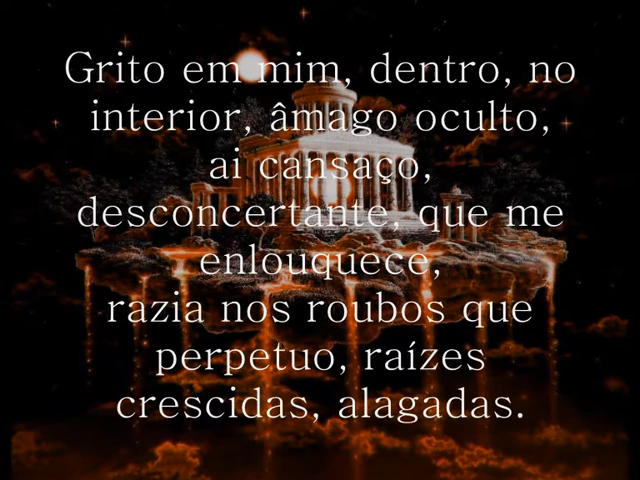 Grito em mim, dentro, no
interior, âmago oculto,
ai cansaço,
desconcertante, que me
enlouquece,
razia nos roubos que
perpetuo, raízes
crescidas, alagadas.